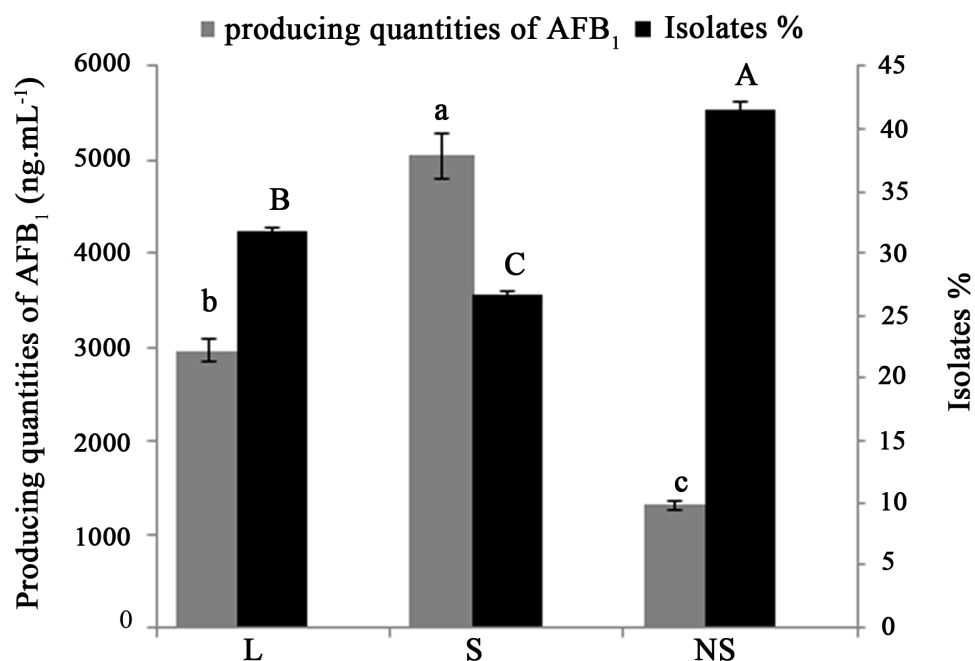 producing quantities of AFB₁ Isolates %
Producing quantities of AFB₁ (ng.mL⁻¹)
6000
5000
4000
3000
2000
1000
0
b
B
a
C
c
A
45
40
35
30
25
20
15
10
5
0
Isolates %
L S NS